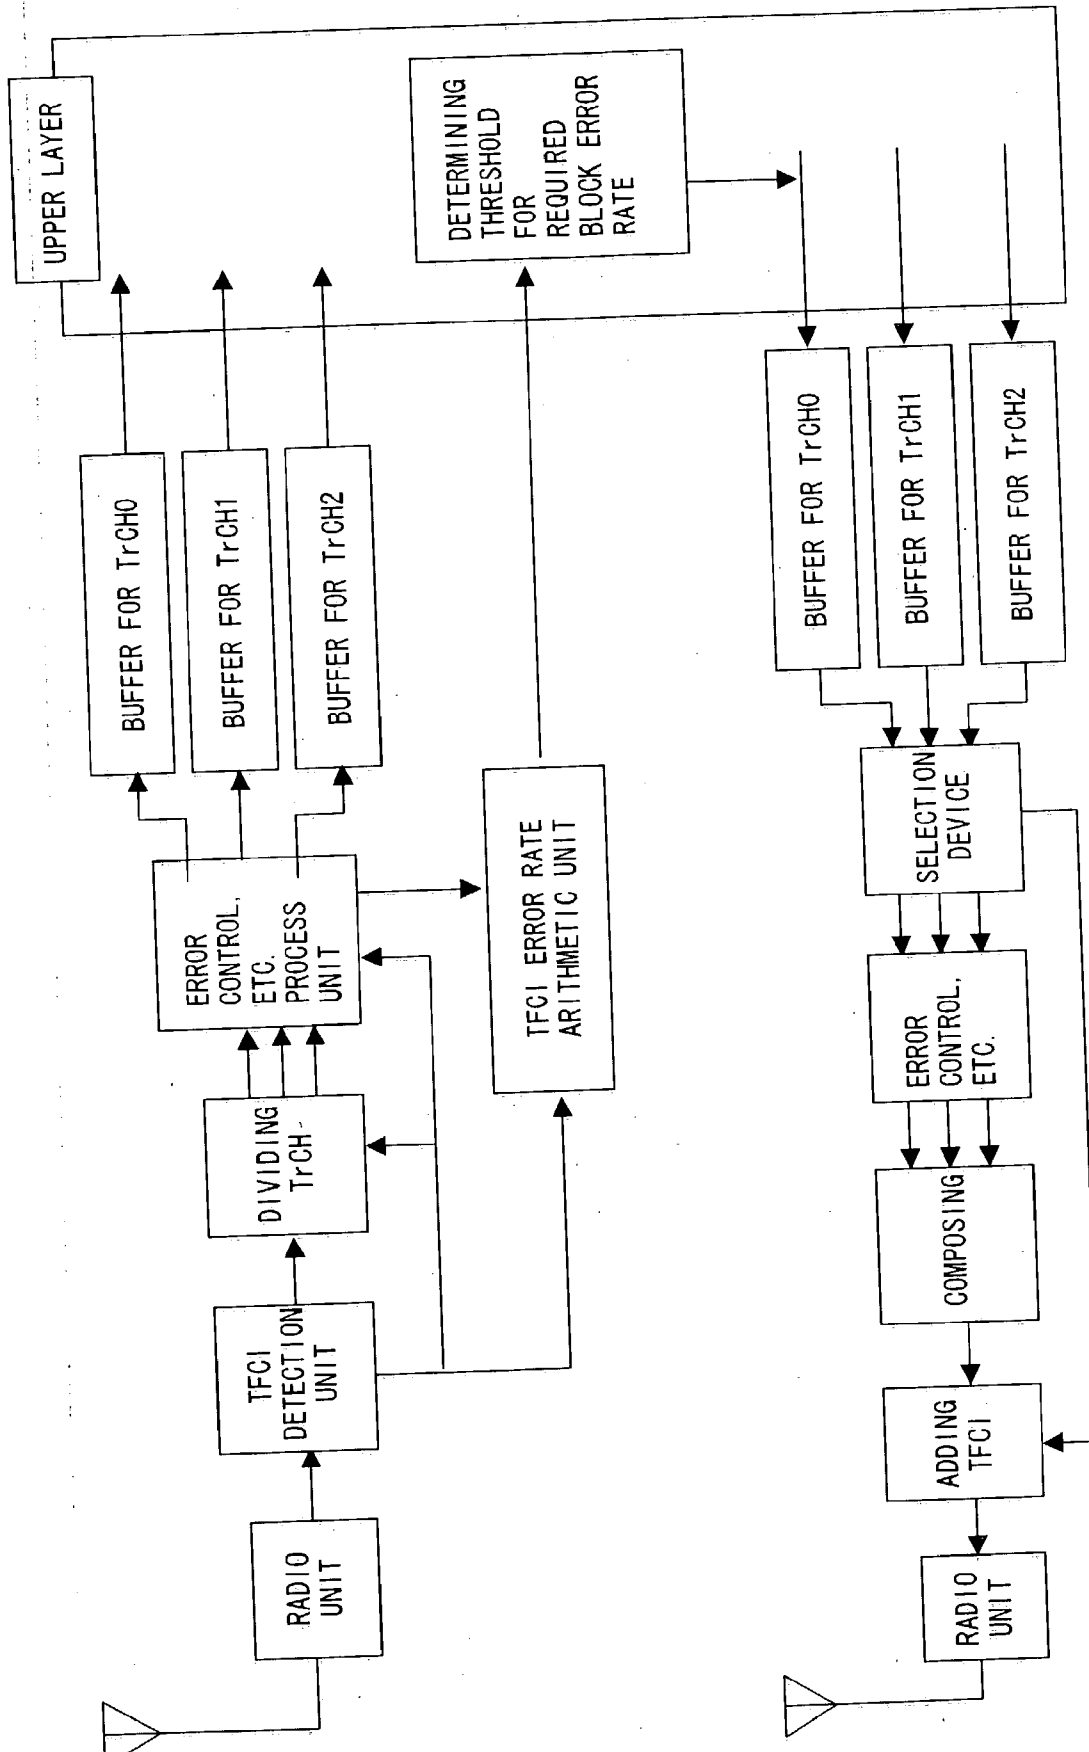 UPPER LAYER
BUFFER FOR TrCH0
BUFFER FOR TrCH1
BUFFER FOR TrCH2
ERROR
CONTROL,
ETC.
PROCESS
UNIT
DIVIDING
TrCH
TFCI
DETECTION
UNIT
RADIO
UNIT
DETERMINING
THRESHOLD
FOR
REQUIRED
BLOCK ERROR
RATE
TFCI ERROR RATE
ARITHMETIC UNIT
BUFFER FOR TrCH0
BUFFER FOR TrCH1
BUFFER FOR TrCH2
SELECTION
DEVICE
ERROR
CONTROL,
ETC.
COMPOSING
ADDING
TFCI
RADIO
UNIT